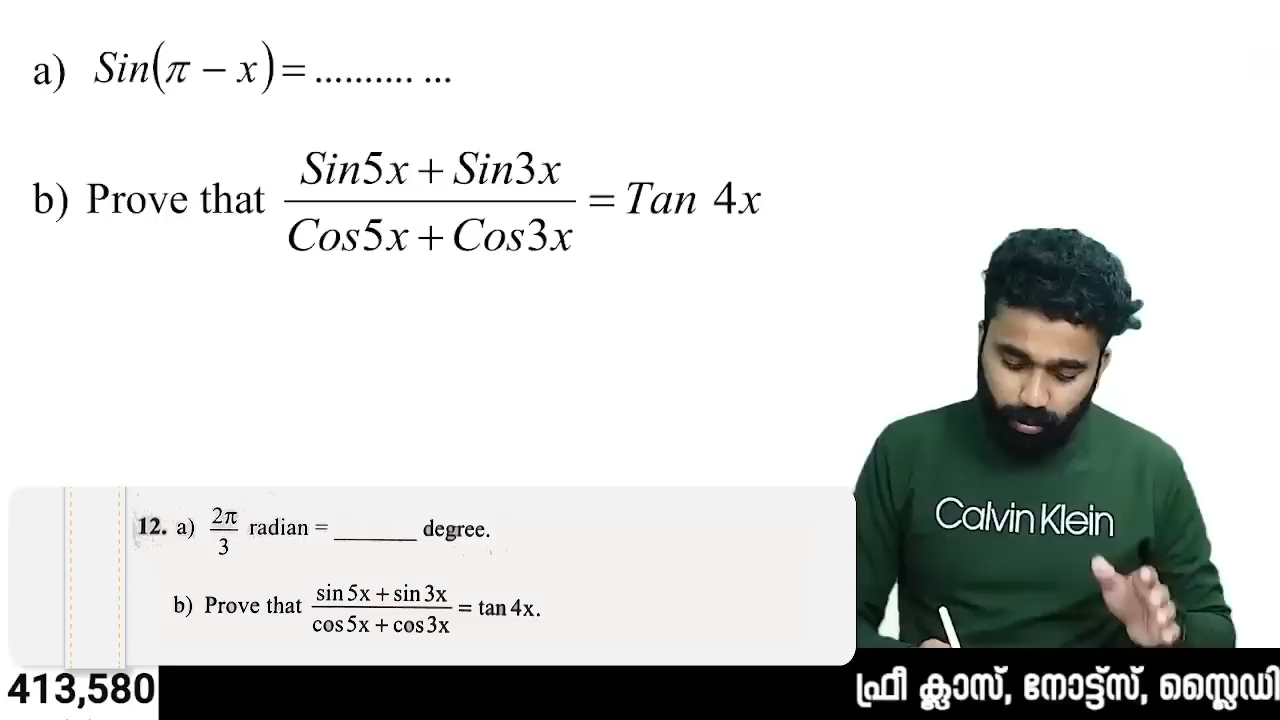 a) Sin(π − x) = .......... ...
b) Prove that (Sin5x + Sin3x)/(Cos5x + Cos3x) = Tan 4x
Calvin Klein
12. a) 2π/3 radian = _______ degree.
b) Prove that (sin 5x + sin 3x)/(cos 5x + cos 3x) = tan 4x.
413,580
ഫ്രീ ക്ലാസ്, നോട്ട്സ്, സ്ലൈഡി